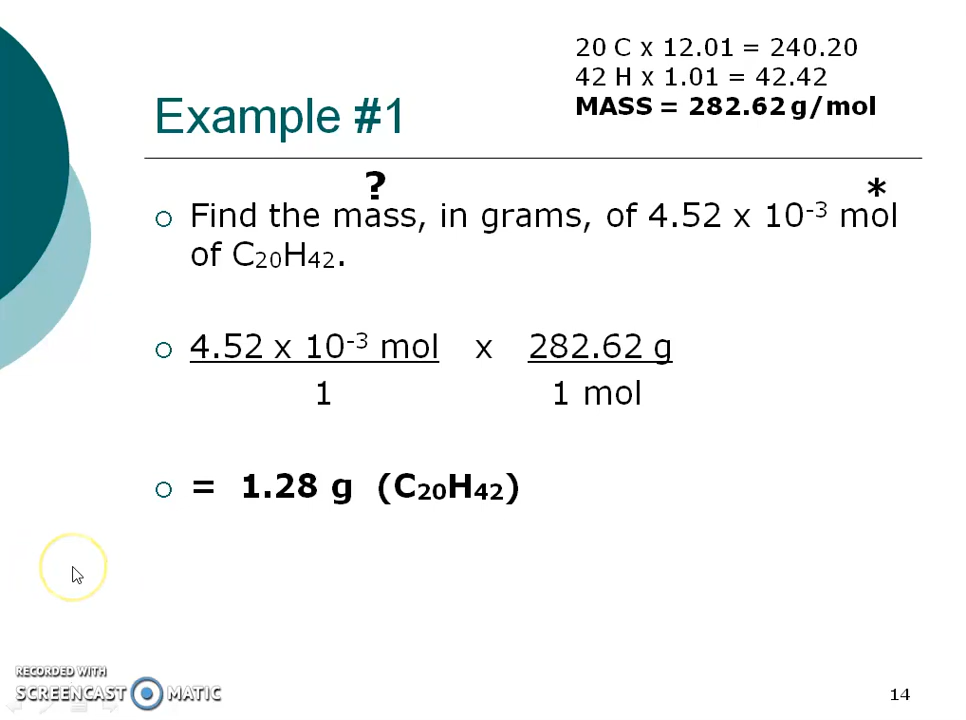 20 C x 12.01 = 240.20
42 H x 1.01 = 42.42
MASS = 282.62 g/mol
Example #1
? *
Find the mass, in grams, of 4.52 x 10⁻³ mol
of C₂₀H₄₂.
4.52 x 10⁻³ mol x 282.62 g
1 1 mol
= 1.28 g (C₂₀H₄₂)
RECORDED WITH
SCREENCAST MATIC
14